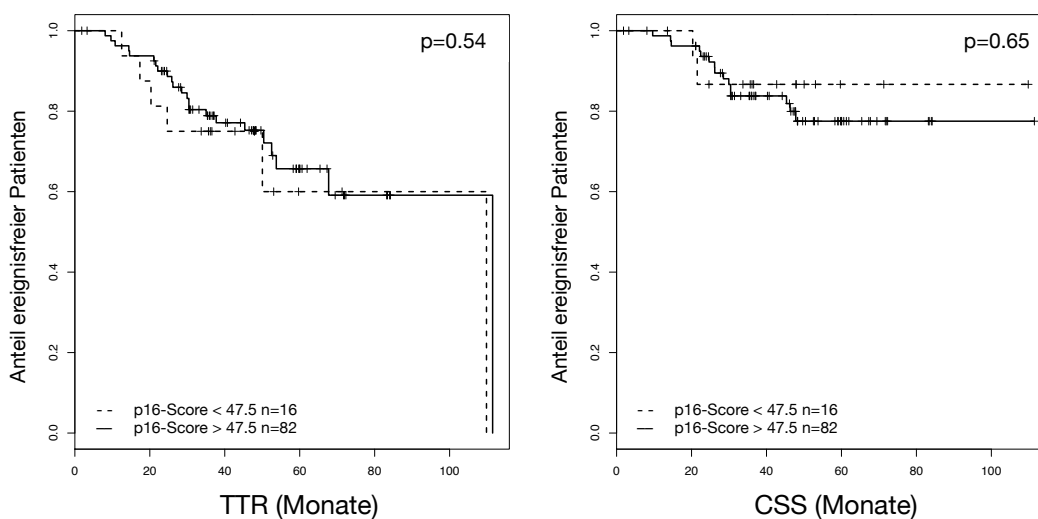 p=0.54
1.0
0.8
0.6
0.4
0.2
0.0
Anteil ereignisfreier Patienten
p16-Score < 47.5 n=16
p16-Score > 47.5 n=82
0 20 40 60 80 100
TTR (Monate)
p=0.65
1.0
0.8
0.6
0.4
0.2
0.0
Anteil ereignisfreier Patienten
p16-Score < 47.5 n=16
p16-Score > 47.5 n=82
0 20 40 60 80 100
CSS (Monate)